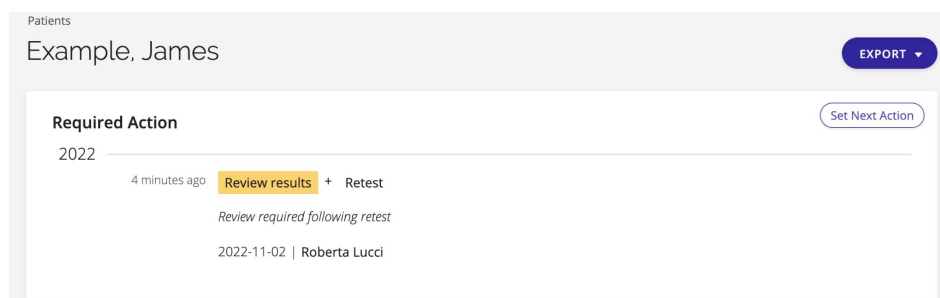 Patients
Example, James
EXPORT
Required Action
Set Next Action
2022
4 minutes ago Review results + Retest
Review required following retest
2022-11-02 | Roberta Lucci